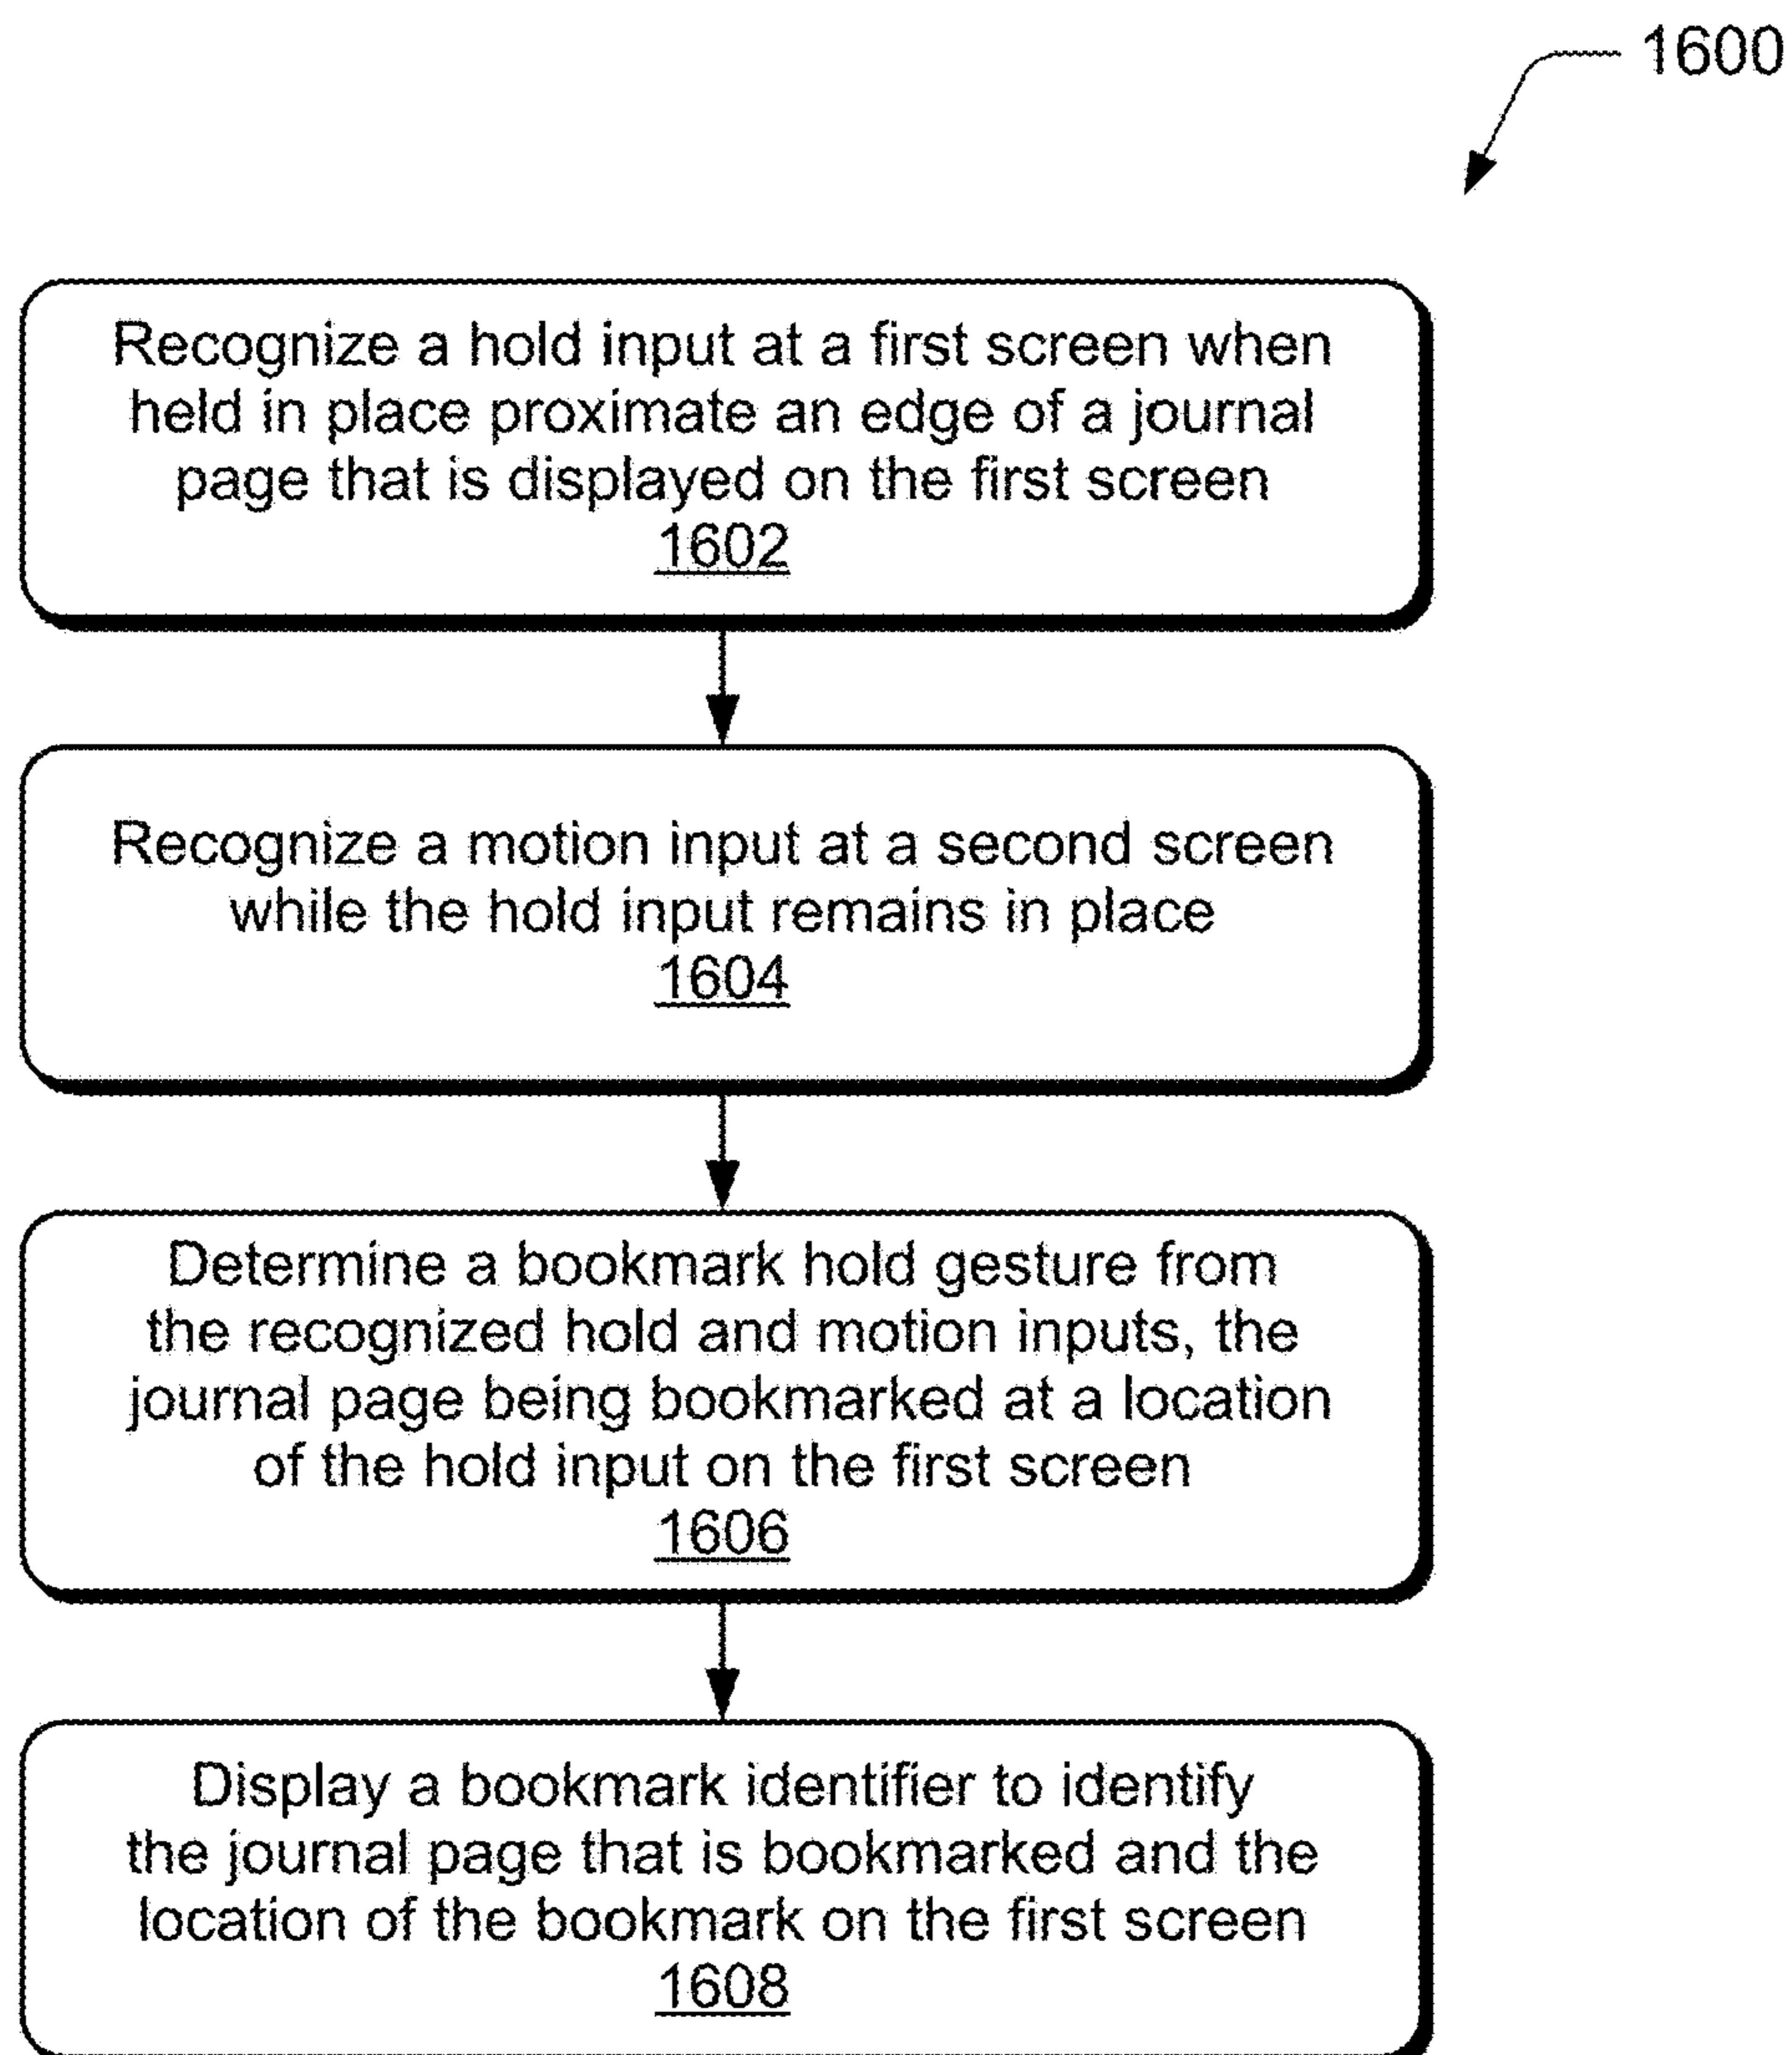 1600
Recognize a hold input at a first screen when
held in place proximate an edge of a journal
page that is displayed on the first screen
1602
Recognize a motion input at a second screen
while the hold input remains in place
1604
Determine a bookmark hold gesture from
the recognized hold and motion inputs, the
journal page being bookmarked at a location
of the hold input on the first screen
1606
Display a bookmark identifier to identify
the journal page that is bookmarked and the
location of the bookmark on the first screen
1608